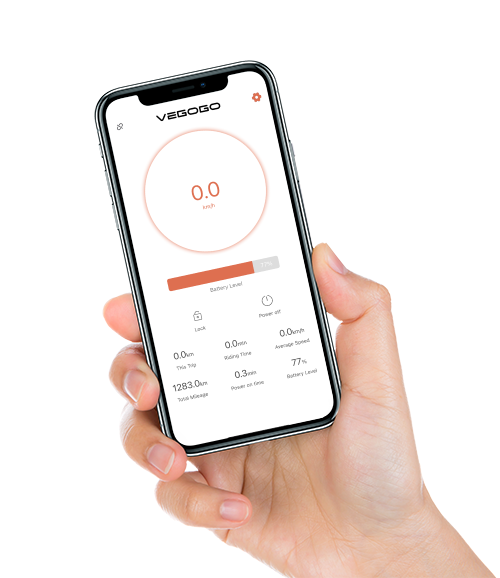 VEGOGO
0.0
km/h
77%
Battery Level
Lock
Power off
0.0km
0.0min
0.0km/h
This Trip
Riding Time
Average Speed
1283.0km
0.3min
77%
Total Mileage
Power on time
Battery Level